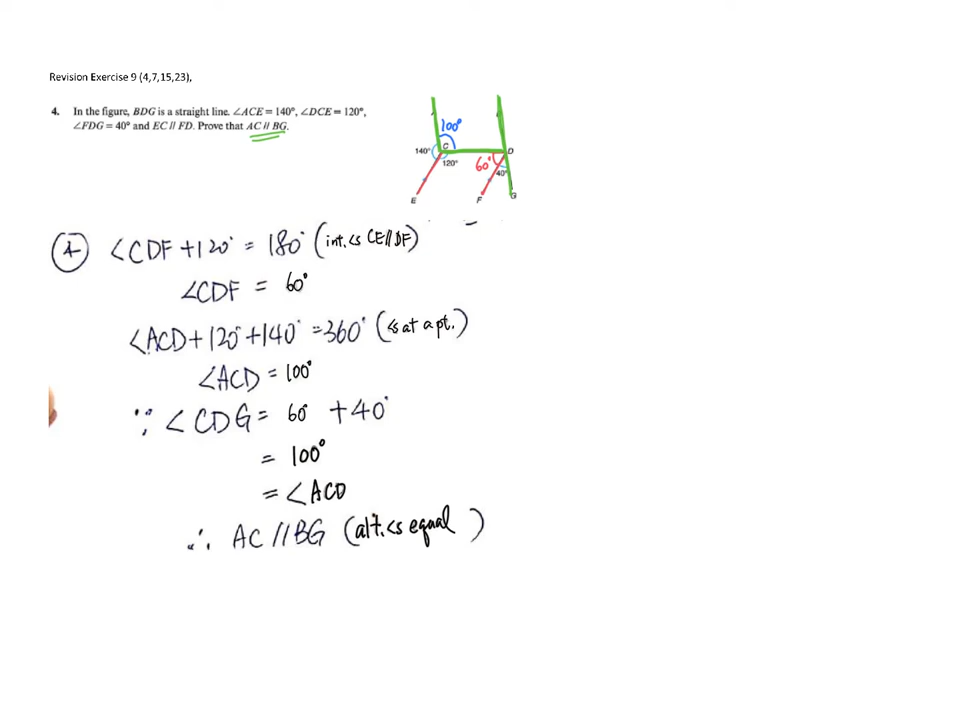 Revision Exercise 9 (4,7,15,23),
4. In the figure, BDG is a straight line. ∠ACE = 140°, ∠DCE = 120°,
∠FDG = 40° and EC // FD. Prove that AC // BG.
100°
140° C D
120° 60° 40°
E F G
④ ∠CDF + 120° = 180° (int. ∠s CE//DF)
∠CDF = 60°
∠ACD + 120° + 140° = 360° (∠s at a pt.)
∠ACD = 100°
∵ ∠CDG = 60° + 40°
= 100°
= ∠ACD
∴ AC // BG (alt. ∠s equal )